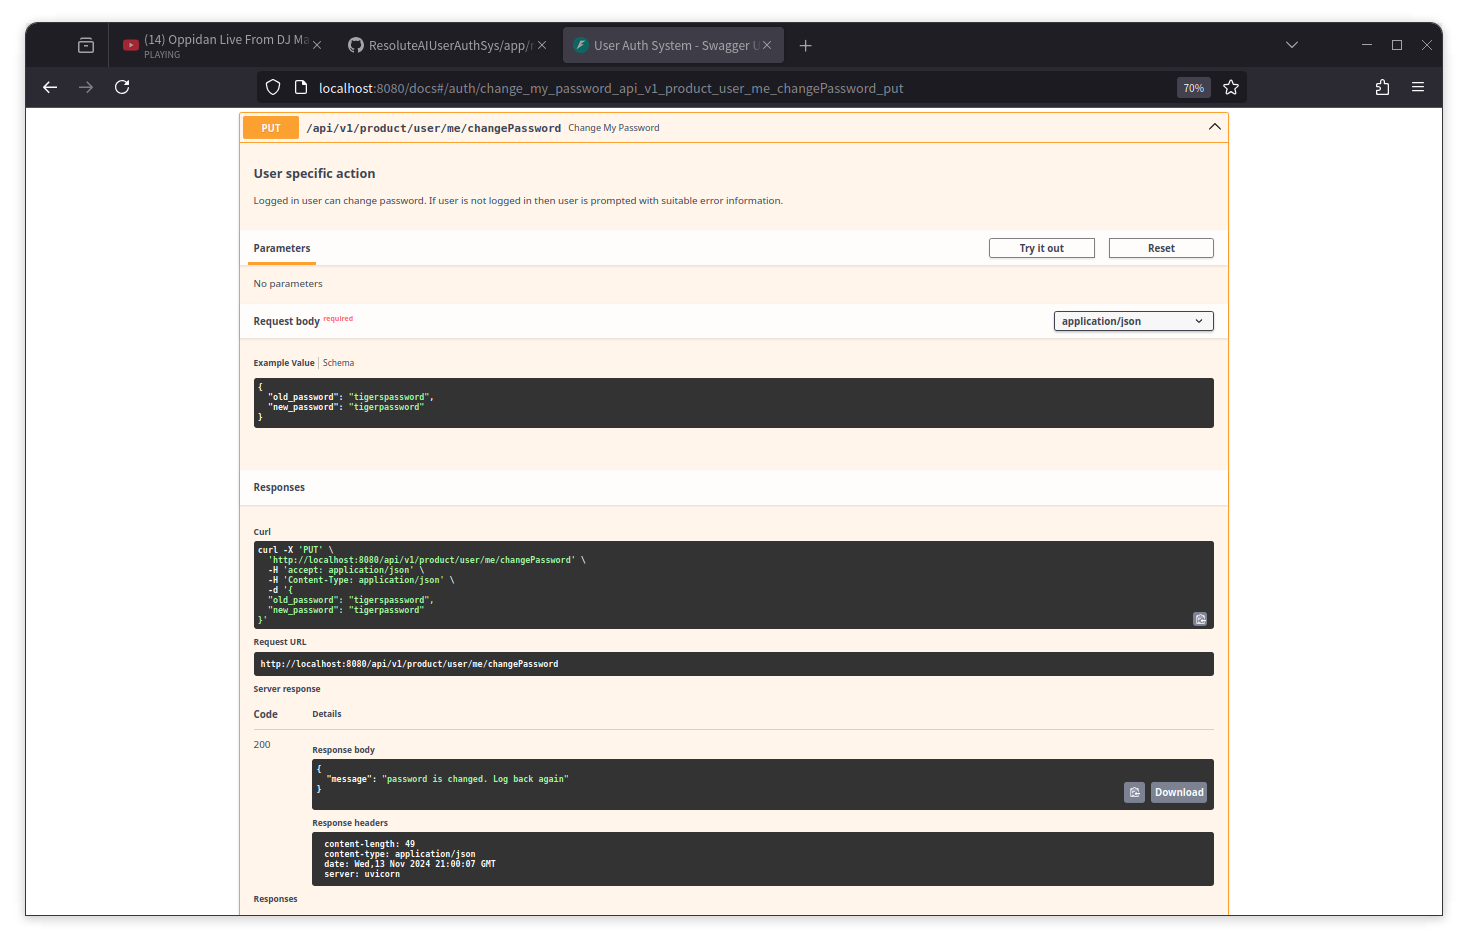 (14) Oppidan Live From DJ Ma
PLAYING
ResoluteAIUserAuthSys/app/
User Auth System - Swagger U
localhost:8080/docs#/auth/change_my_password_api_v1_product_user_me_changePassword_put
70%
PUT /api/v1/product/user/me/changePassword Change My Password
User specific action
Logged in user can change password. If user is not logged in then user is prompted with suitable error information.
Parameters
Try it out
Reset
No parameters
Request body required
application/json
Example Value Schema
{
"old_password": "tigerspassword",
"new_password": "tigerpassword"
}
Responses
Curl
curl -X 'PUT' \
'http://localhost:8080/api/v1/product/user/me/changePassword' \
-H 'accept: application/json' \
-H 'Content-Type: application/json' \
-d '{
"old_password": "tigerspassword",
"new_password": "tigerpassword"
}'
Request URL
http://localhost:8080/api/v1/product/user/me/changePassword
Server response
Code Details
200
Response body
{
"message": "password is changed. Log back again"
}
Download
Response headers
content-length: 49
content-type: application/json
date: Wed,13 Nov 2024 21:00:07 GMT
server: uvicorn
Responses